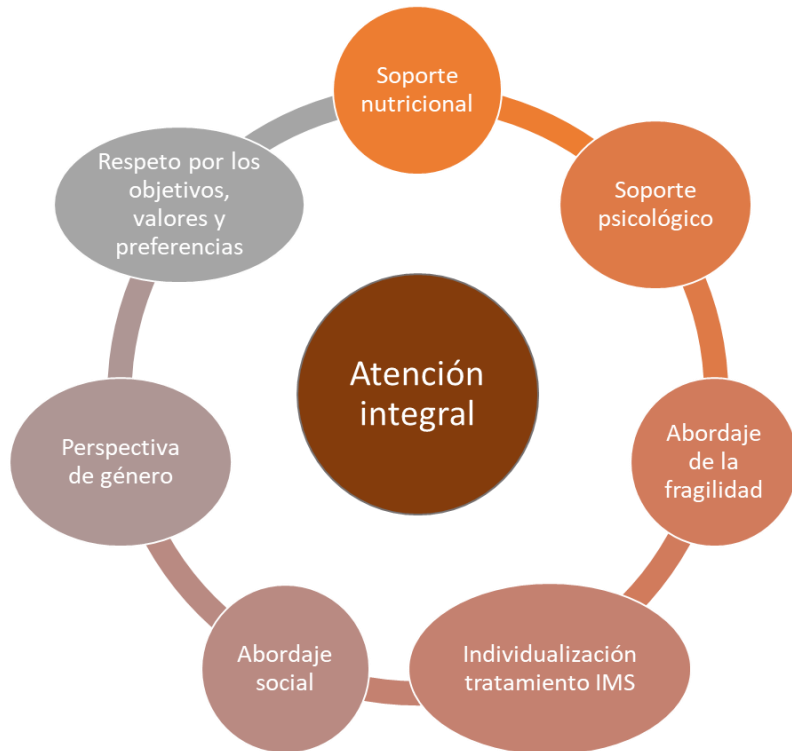 Soporte
nutricional
Soporte
psicológico
Abordaje
de la
fragilidad
Individualización
tratamiento IMS
Abordaje
social
Perspectiva
de género
Respeto por los
objetivos,
valores y
preferencias
Atención
integral